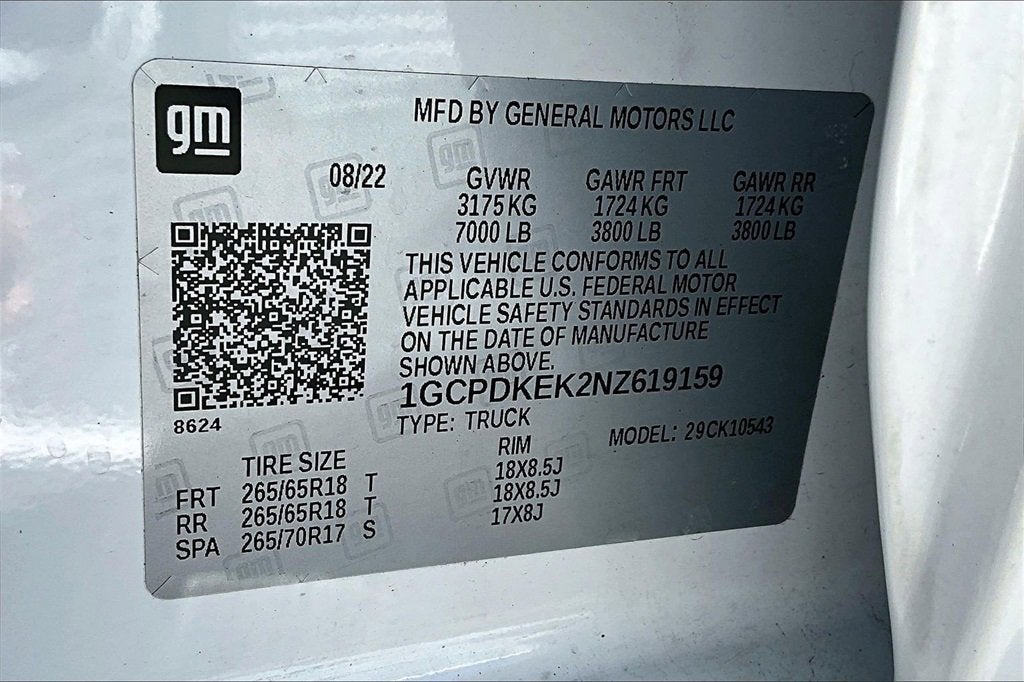 gm
MFD BY GENERAL MOTORS LLC
08/22 GVWR GAWR FRT GAWR RR
3175 KG 1724 KG 1724 KG
7000 LB 3800 LB 3800 LB
THIS VEHICLE CONFORMS TO ALL
APPLICABLE U.S. FEDERAL MOTOR
VEHICLE SAFETY STANDARDS IN EFFECT
ON THE DATE OF MANUFACTURE
SHOWN ABOVE.
1GCPDKEK2NZ619159
8624
TYPE: TRUCK MODEL: 29CK10543
TIRE SIZE RIM
FRT 265/65R18 T 18X8.5J
RR 265/65R18 T 18X8.5J
SPA 265/70R17 S 17X8J